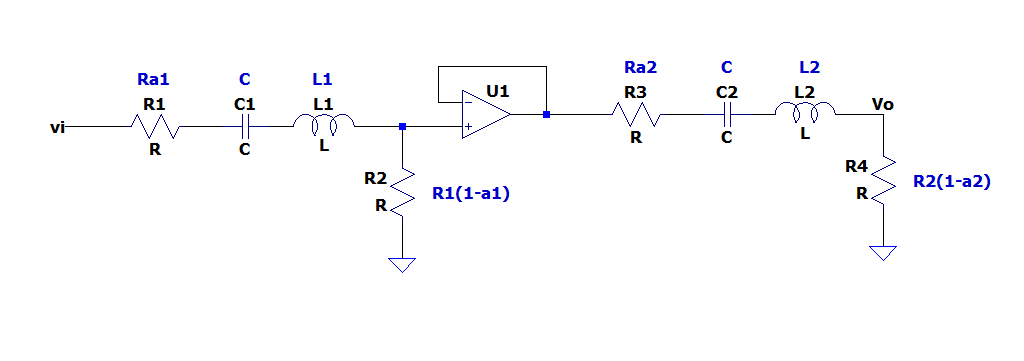 Ra1 C L1 Ra2 C L2
R1 C1 L1 U1 R3 C2 L2 Vo
vi
R C L R C L
R2 R4
R R1(1-a1) R R2(1-a2)